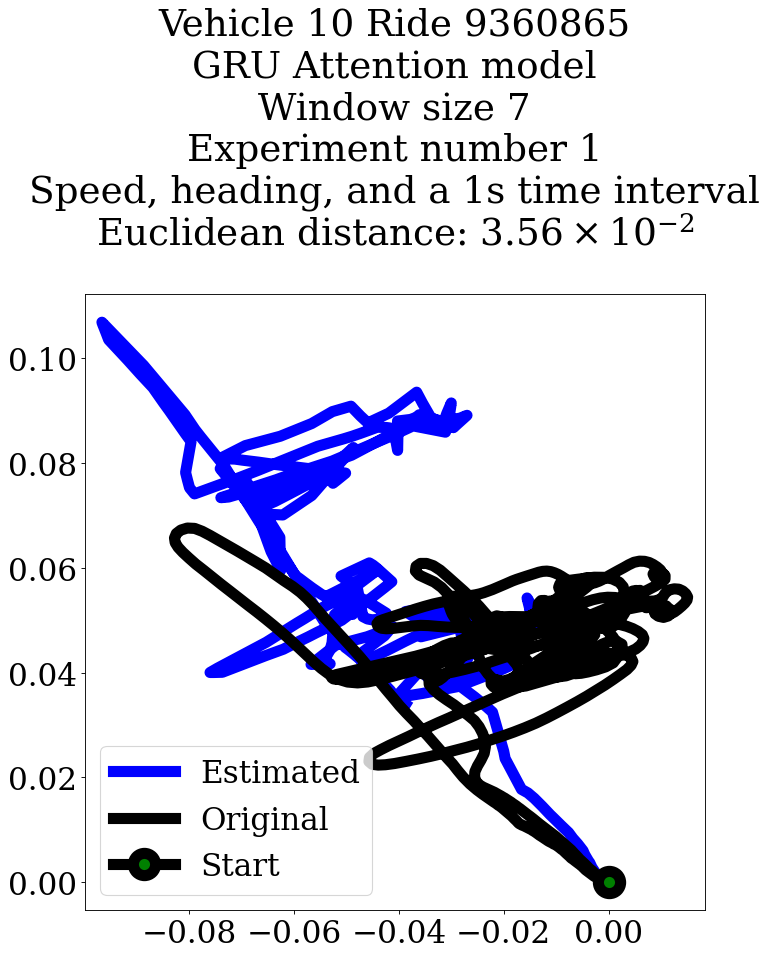 Vehicle 10 Ride 9360865
GRU Attention model
Window size 7
Experiment number 1
Speed, heading, and a 1s time interval
Euclidean distance: 3.56 × 10⁻²
0.10
0.08
0.06
0.04
0.02
0.00
Estimated
Original
Start
−0.08 −0.06 −0.04 −0.02 0.00